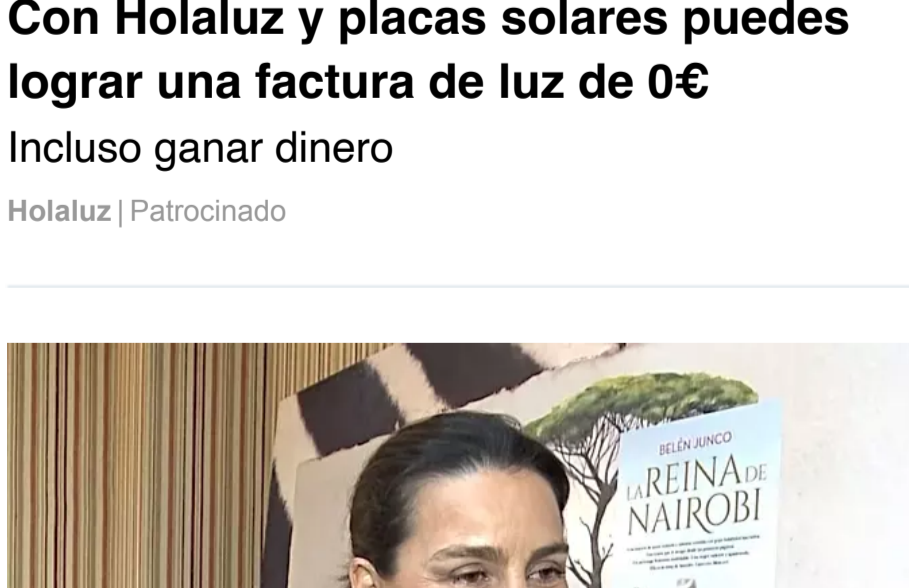 Con Holaluz y placas solares puedes
lograr una factura de luz de 0€
Incluso ganar dinero
Holaluz | Patrocinado
BELÉN JUNCO
LA REINA DE
NAIROBI